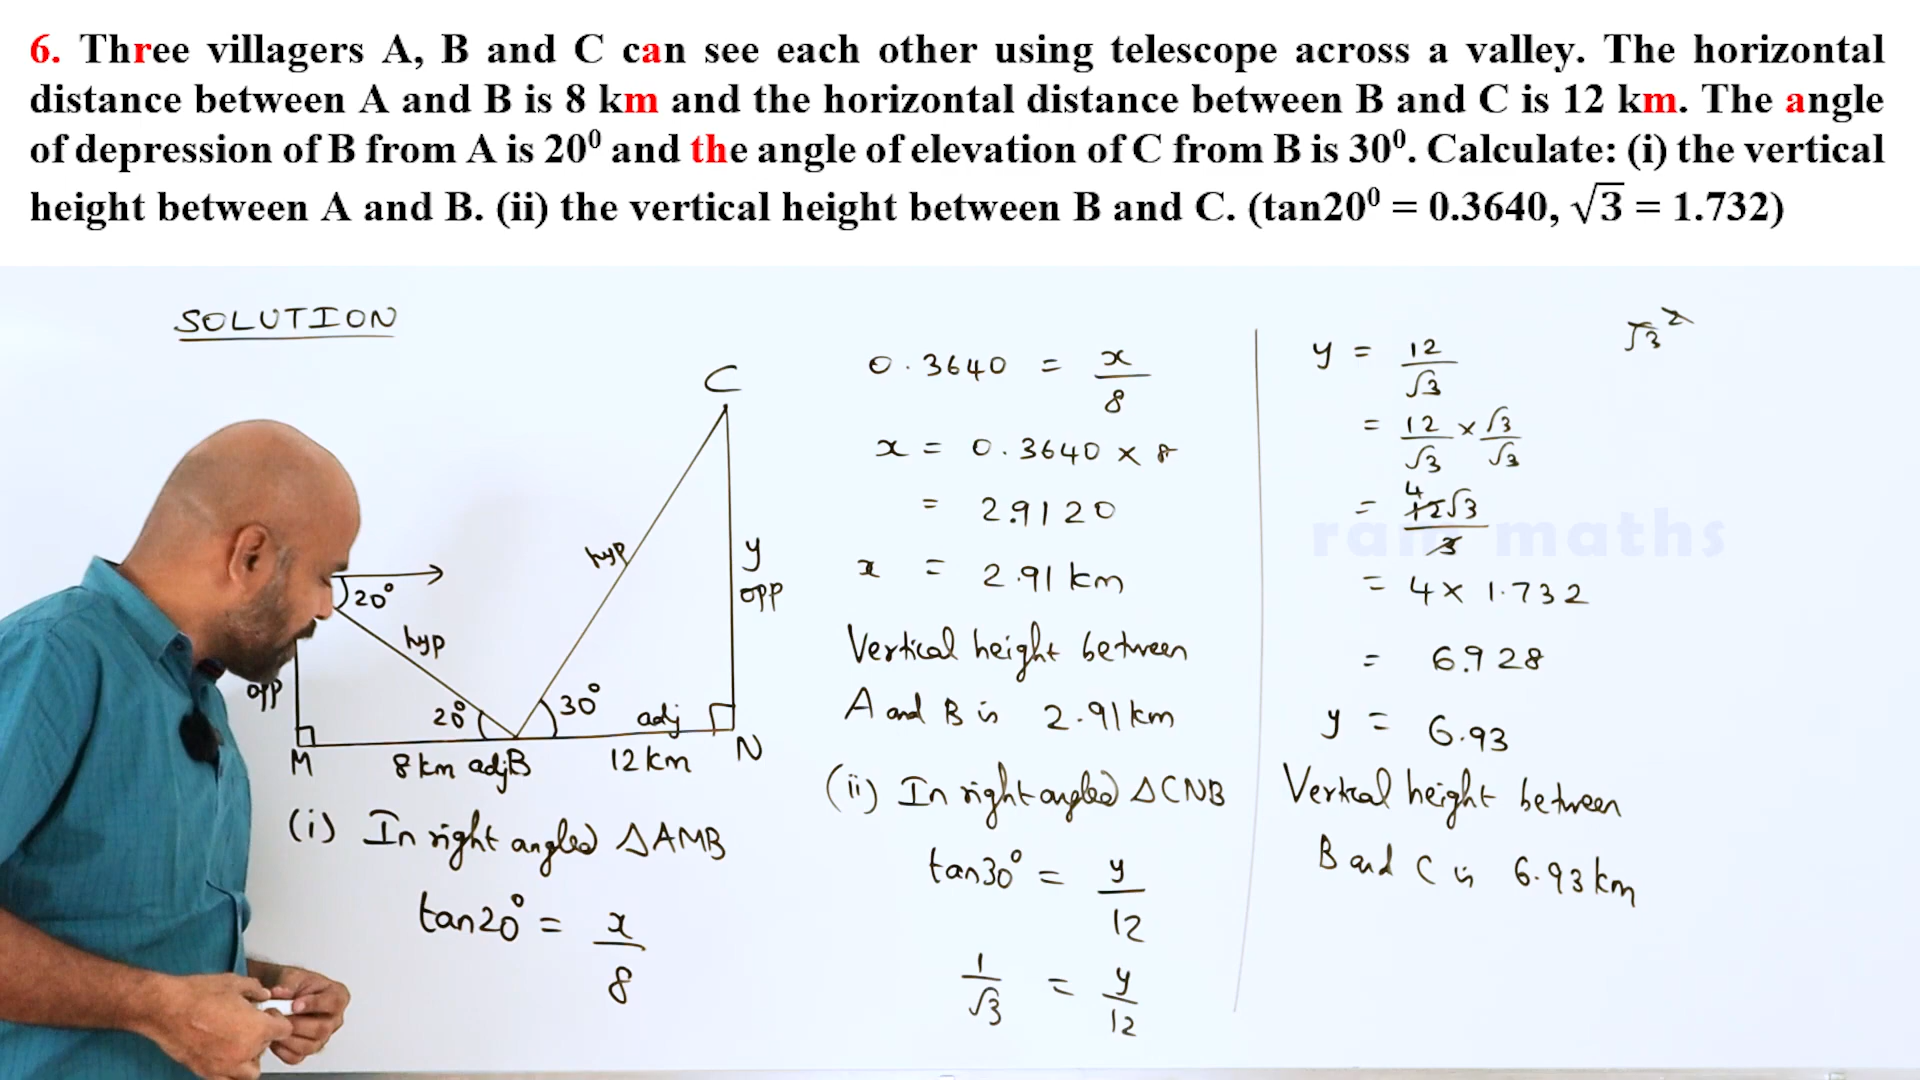 6. Three villagers A, B and C can see each other using telescope across a valley. The horizontal
distance between A and B is 8 km and the horizontal distance between B and C is 12 km. The angle
of depression of B from A is 20⁰ and the angle of elevation of C from B is 30⁰. Calculate: (i) the vertical
height between A and B. (ii) the vertical height between B and C. (tan20⁰ = 0.3640, √3 = 1.732)
SOLUTION
C
hyp
y
opp
20°
hyp
opp
20°
30°
adj
M
8 km adj B
12 km
N
(i) In right angled △AMB
tan20° = x/8
0.3640 = x/8
x = 0.3640 × 8
= 2.9120
x = 2.91 km
Vertical height between
A and B is 2.91 km
(ii) In right angled △CNB
tan30° = y/12
1/√3 = y/12
√3²
y = 12/√3
= 12/√3 × √3/√3
= 4 12√3/3
= 4 × 1.732
= 6.928
y = 6.93
Vertical height between
B and C is 6.93 km
ram maths